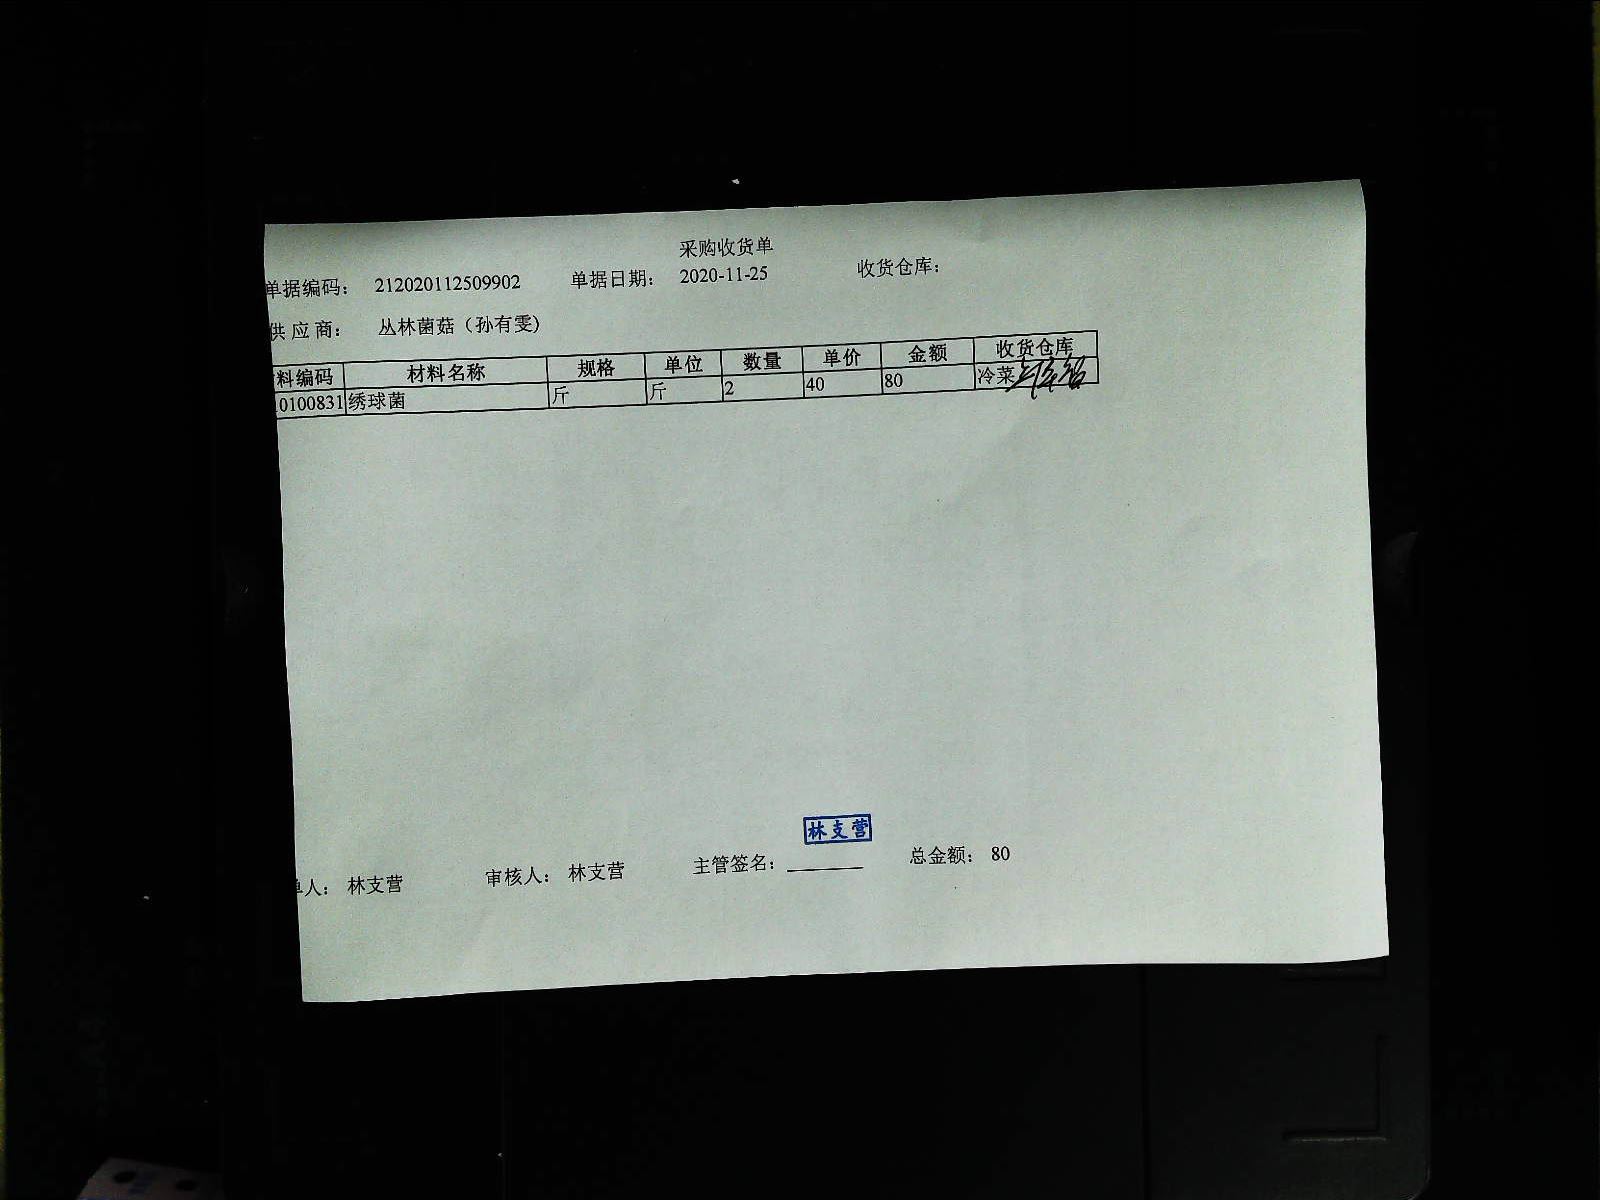 采购收货单
单据编码: 212020112509902 单据日期: 2020-11-25 收货仓库:
供应商: 丛林菌菇(孙有雯)
料编码 材料名称 规格 单位 数量 单价 金额 收货仓库
0100831 绣球菌 斤 斤 2 40 80 冷菜
林支营
单人: 林支营 审核人: 林支营 主管签名: 总金额: 80